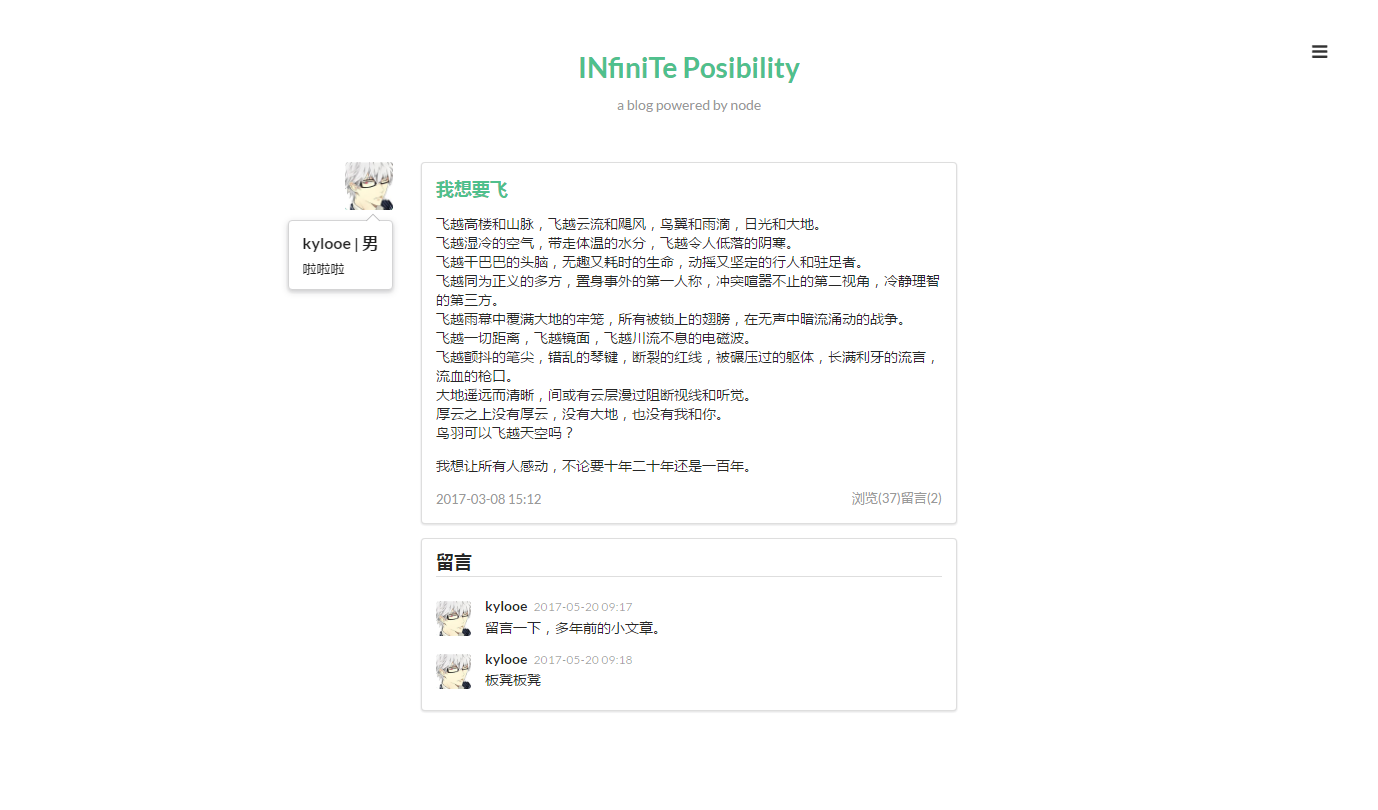 INfiniTe Posibility
a blog powered by node
kylooe | 男
啦啦啦
我想要飞
飞越高楼和山脉，飞越云流和飓风，鸟翼和雨滴，日光和大地。
飞越湿冷的空气，带走体温的水分，飞越令人低落的阴寒。
飞越干巴巴的头脑，无趣又耗时的生命，动摇又坚定的行人和驻足者。
飞越同为正义的多方，置身事外的第一人称，冲突喧嚣不止的第二视角，冷静理智
的第三方。
飞越雨幕中覆满大地的牢笼，所有被锁上的翅膀，在无声中暗流涌动的战争。
飞越一切距离，飞越镜面，飞越川流不息的电磁波。
飞越颤抖的笔尖，错乱的琴键，断裂的红线，被碾压过的躯体，长满利牙的流言，
流血的枪口。
大地遥远而清晰，间或有云层漫过阻断视线和听觉。
厚云之上没有厚云，没有大地，也没有我和你。
鸟羽可以飞越天空吗？
我想让所有人感动，不论要十年二十年还是一百年。
2017-03-08 15:12
浏览(37)留言(2)
留言
kylooe 2017-05-20 09:17
留言一下，多年前的小文章。
kylooe 2017-05-20 09:18
板凳板凳